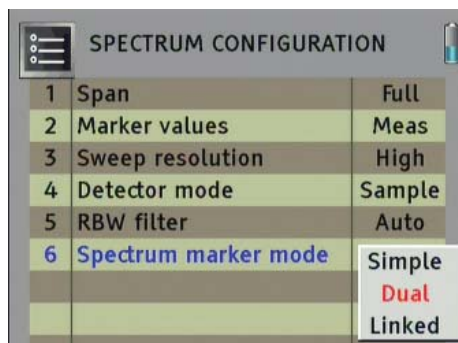 SPECTRUM CONFIGURATION
1 Span Full
2 Marker values Meas
3 Sweep resolution High
4 Detector mode Sample
5 RBW filter Auto
6 Spectrum marker mode
Simple
Dual
Linked